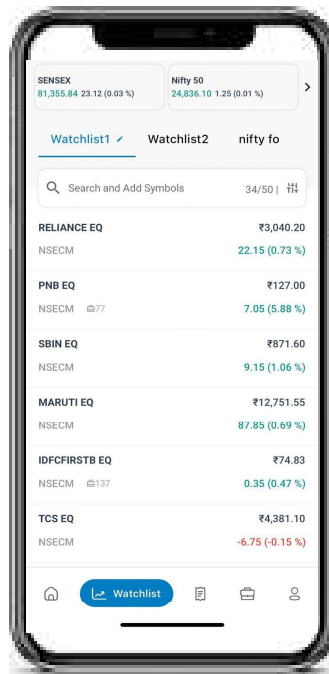 SENSEX
81,355.84 23.12 (0.03 %)
Nifty 50
24,836.10 1.25 (0.01 %)
Watchlist1 Watchlist2 nifty fo
Search and Add Symbols 34/50 |
RELIANCE EQ ₹3,040.20
NSECM 22.15 (0.73 %)
PNB EQ ₹127.00
NSECM 77 7.05 (5.88 %)
SBIN EQ ₹871.60
NSECM 9.15 (1.06 %)
MARUTI EQ ₹12,751.55
NSECM 87.85 (0.69 %)
IDFCFIRSTB EQ ₹74.83
NSECM 137 0.35 (0.47 %)
TCS EQ ₹4,381.10
NSECM -6.75 (-0.15 %)
Watchlist